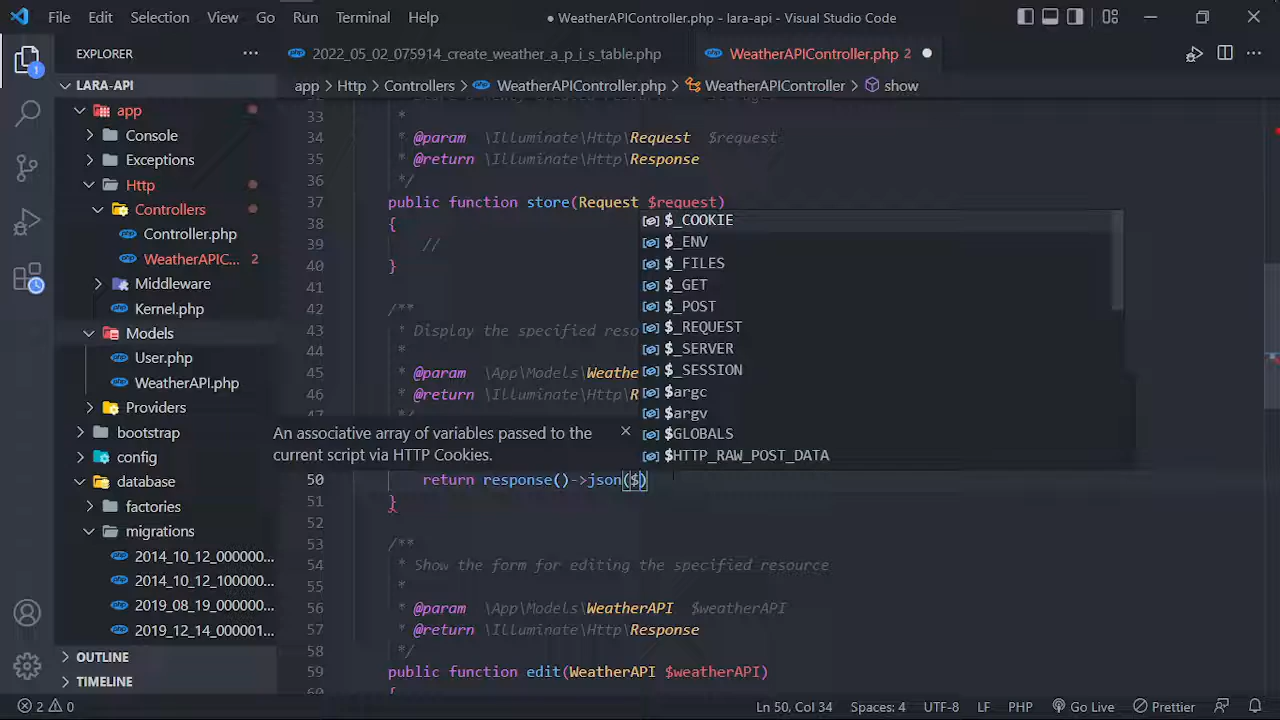 File Edit Selection View Go Run Terminal Help
● WeatherAPIController.php - lara-api - Visual Studio Code
EXPLORER
2022_05_02_075914_create_weather_a_p_i_s_table.php
WeatherAPIController.php 2
LARA-API
app > Http > Controllers > WeatherAPIController.php > WeatherAPIController > show
app
Console
Exceptions
Http
Controllers
Controller.php
WeatherAPIC... 2
Middleware
Kernel.php
Models
User.php
WeatherAPI.php
Providers
bootstrap
config
database
factories
migrations
2014_10_12_000000...
2014_10_12_100000...
2019_08_19_000000...
2019_12_14_000001...
OUTLINE
TIMELINE
1
33 *
34 * @param \Illuminate\Http\Request $request
35 * @return \Illuminate\Http\Response
36 */
37 public function store(Request $request)
38 {
39 //
40 }
41
42 /**
43 * Display the specified reso
44 *
45 * @param \App\Models\Weathe
46 * @return \Illuminate\Http\R
47 */
50 return response()->json($)
51 }
52
53 /**
54 * Show the form for editing the specified resource
55 *
56 * @param \App\Models\WeatherAPI $weatherAPI
57 * @return \Illuminate\Http\Response
58 */
59 public function edit(WeatherAPI $weatherAPI)
60 {
$_COOKIE
$_ENV
$_FILES
$_GET
$_POST
$_REQUEST
$_SERVER
$_SESSION
$argc
$argv
$GLOBALS
$HTTP_RAW_POST_DATA
An associative array of variables passed to the
current script via HTTP Cookies.
2 0 Ln 50, Col 34 Spaces: 4 UTF-8 LF PHP Go Live Prettier